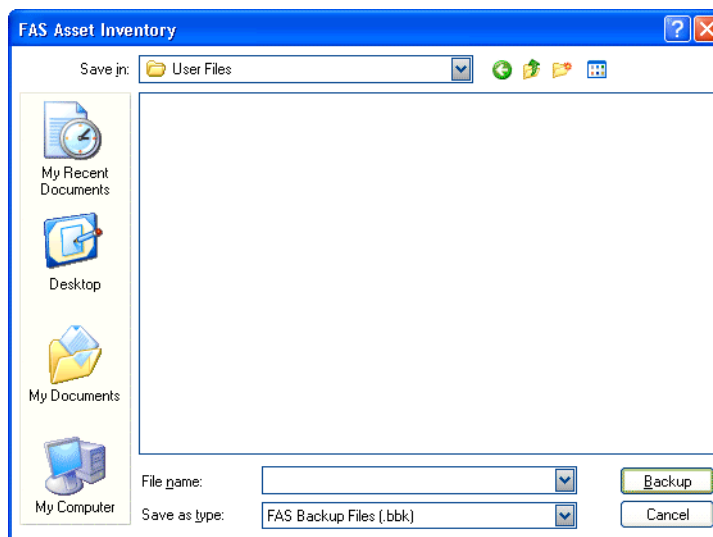 FAS Asset Inventory
Save in:
User Files
My Recent
Documents
Desktop
My Documents
My Computer
File name:
Backup
Save as type:
FAS Backup Files (.bbk)
Cancel